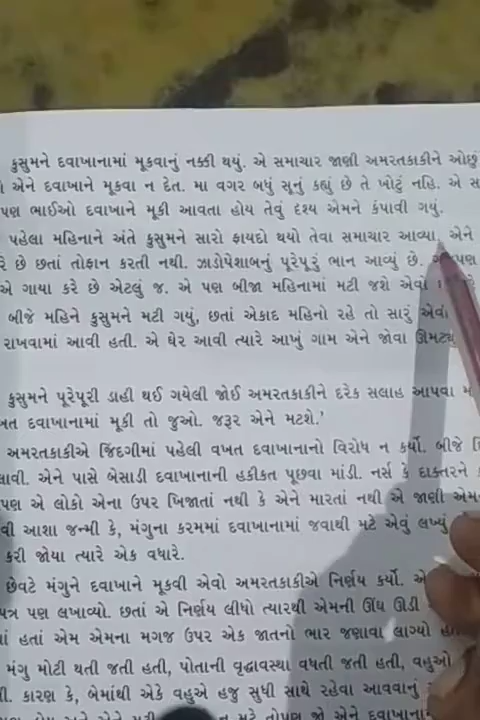 કુસુમને દવાખાનામાં મૂકવાનું નક્કી થયું. એ સમાચાર જાણી અમરતકાકીને ઓછું
એને દવાખાને મૂકવા ન દેત. મા વગર બધું સૂનું કહ્યું છે તે ખોટું નહિ. એ
પણ ભાઈઓ દવાખાને મૂકી આવતા હોય તેવું દૃશ્ય એમને કંપાવી ગયું.
પહેલા મહિનાને અંતે કુસુમને સારો ફાયદો થયો તેવા સમાચાર આવ્યા. એને
છે છતાં તોફાન કરતી નથી. ઝાડોપેશાબનું પૂરેપૂરું ભાન આવ્યું છે. પણ
એ ગાયા કરે છે એટલું જ. એ પણ બીજા મહિનામાં મટી જશે એવી
બીજે મહિને કુસુમને મટી ગયું, છતાં એકાદ મહિનો રહે તો સારું એવી
રાખવામાં આવી હતી. એ ઘેર આવી ત્યારે આખું ગામ એને જોવા ઊમટ્યું
કુસુમને પૂરેપૂરી ડાહી થઈ ગયેલી જોઈ અમરતકાકીને દરેક સલાહ આપવા
દવાખાનામાં મૂકી તો જુઓ. જરૂર એને મટશે.'
અમરતકાકીએ જિંદગીમાં પહેલી વખત દવાખાનાનો વિરોધ ન કર્યો. બીજે
એને પાસે બેસાડી દવાખાનાની હકીકત પૂછવા માંડી. નર્સ કે દાક્તરને
પણ એ લોકો એના ઉપર ખિજાતાં નથી કે એને મારતાં નથી એ જાણી
આશા જન્મી કે, મંગુના કરમમાં દવાખાનામાં જવાથી મટે એવું લખ્યું
કરી જોયા ત્યારે એક વધારે.
છેવટે મંગુને દવાખાને મૂકવી એવો અમરતકાકીએ નિર્ણય કર્યો.
પત્ર પણ લખાવ્યો. છતાં એ નિર્ણય લીધો ત્યારથી એમની ઊંઘ ઊડી
હતાં એમ એમના મગજ ઉપર એક જાતનો ભાર જણાવા લાગ્યો
મંગુ મોટી થતી જતી હતી, પોતાની વૃદ્ધાવસ્થા વધતી જતી હતી, વહુઓ
કારણ કે, બેમાંથી એકે વહુએ હજુ સુધી સાથે રહેવા આવવાનું